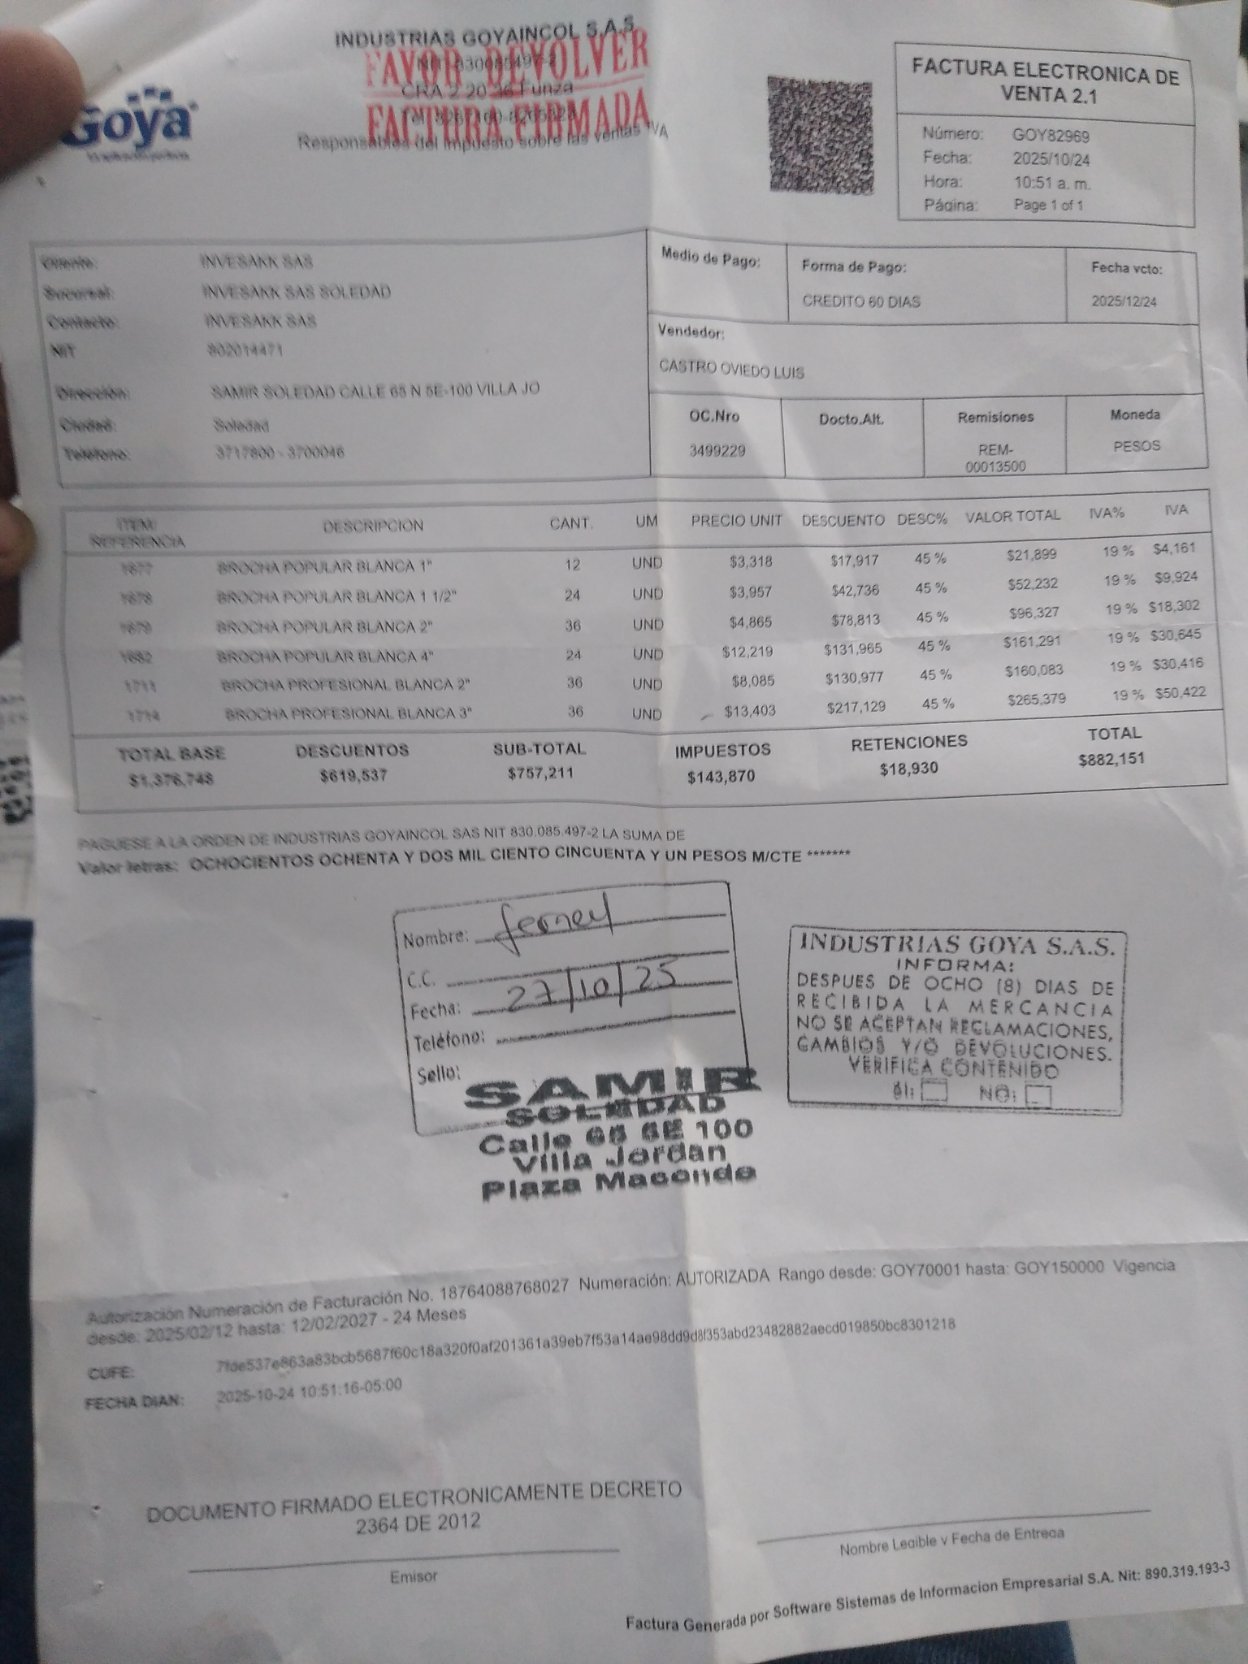 INDUSTRIAS GOYAINCOL S.A.S
FAVOR DEVOLVER
FACTURA FIRMADA
NIT 830085497-2
CRA 2 20 36 Funza
Responsables del Impuesto sobre las ventas IVA
Goya
FACTURA ELECTRONICA DE
VENTA 2.1
Número: GOY82969
Fecha: 2025/10/24
Hora: 10:51 a. m.
Página: Page 1 of 1
Cliente: INVESAKK SAS
Sucursal: INVESAKK SAS SOLEDAD
Contacto: INVESAKK SAS
NIT 802014471
Dirección: SAMIR SOLEDAD CALLE 65 N 5E-100 VILLA JO
Ciudad: Soledad
Teléfono: 3717800 - 3700046
Medio de Pago:
Forma de Pago:
CREDITO 60 DIAS
Fecha vcto:
2025/12/24
Vendedor:
CASTRO OVIEDO LUIS
OC.Nro Docto.Alt. Remisiones Moneda
3499229 REM-00013500 PESOS
ITEM/REFERENCIA DESCRIPCION CANT. UM PRECIO UNIT DESCUENTO DESC% VALOR TOTAL IVA% IVA
1677 BROCHA POPULAR BLANCA 1" 12 UND $3,318 $17,917 45 % $21,899 19 % $4,161
1678 BROCHA POPULAR BLANCA 1 1/2" 24 UND $3,957 $42,736 45 % $52,232 19 % $9,924
1679 BROCHA POPULAR BLANCA 2" 36 UND $4,865 $78,813 45 % $96,327 19 % $18,302
1682 BROCHA POPULAR BLANCA 4" 24 UND $12,219 $131,965 45 % $161,291 19 % $30,645
1711 BROCHA PROFESIONAL BLANCA 2" 36 UND $8,085 $130,977 45 % $160,083 19 % $30,416
BROCHA PROFESIONAL BLANCA 3" 36 UND $13,403 $217,129 45 % $265,379 19 % $50,422
TOTAL BASE DESCUENTOS SUB-TOTAL IMPUESTOS RETENCIONES TOTAL
$1,376,748 $619,537 $757,211 $143,870 $18,930 $882,151
PAGUESE A LA ORDEN DE INDUSTRIAS GOYAINCOL SAS NIT 830.085.497-2 LA SUMA DE
Valor letras: OCHOCIENTOS OCHENTA Y DOS MIL CIENTO CINCUENTA Y UN PESOS M/CTE *******
Nombre: ferney
C.C.
Fecha: 27/10/25
Teléfono:
Sello:
SAMIR
SOLEDAD
Calle 65 5E 100
Villa Jordan
Plaza Macondo
INDUSTRIAS GOYA S.A.S.
INFORMA:
DESPUES DE OCHO (8) DIAS DE
RECIBIDA LA MERCANCIA
NO SE ACEPTAN RECLAMACIONES,
CAMBIOS Y/O DEVOLUCIONES.
VERIFICA CONTENIDO
SI: NO:
Autorización Numeración de Facturación No. 18764088768027 Numeración: AUTORIZADA Rango desde: GOY70001 hasta: GOY150000 Vigencia
desde: 2025/02/12 hasta: 12/02/2027 - 24 Meses
CUFE: 7fde537e863a83bcb5687f60c18a320f0af201361a39eb7f53a14ae98dd9d8f353abd23482882aecd019850bc8301218
FECHA DIAN: 2025-10-24 10:51:16-05:00
DOCUMENTO FIRMADO ELECTRONICAMENTE DECRETO
2364 DE 2012
Emisor
Nombre Legible y Fecha de Entrega
Factura Generada por Software Sistemas de Informacion Empresarial S.A. Nit: 890.319.193-3